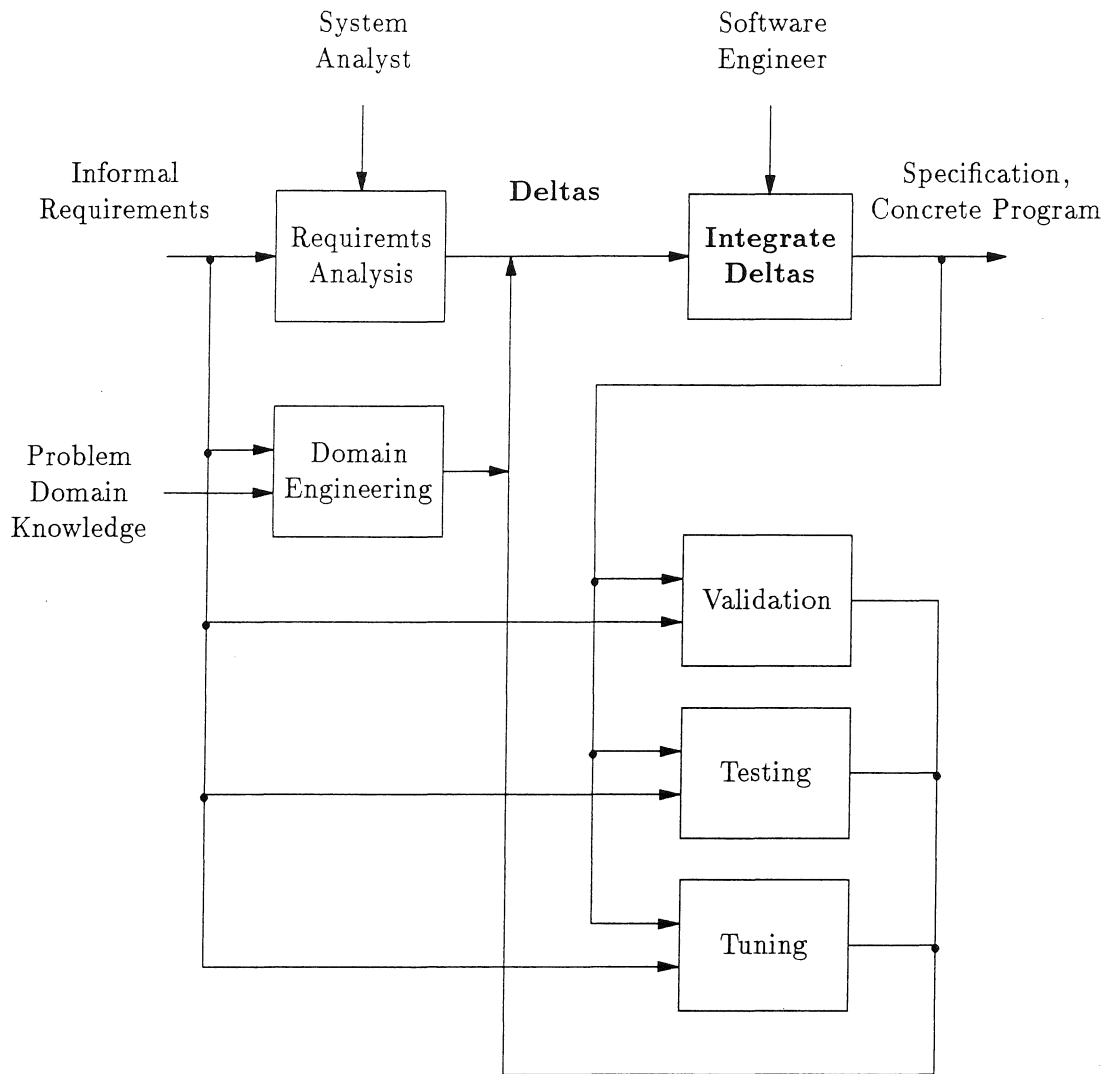 System
Analyst
Software
Engineer
Informal
Requirements
Deltas
Specification,
Concrete Program
Requiremts
Analysis
Integrate
Deltas
Problem
Domain
Knowledge
Domain
Engineering
Validation
Testing
Tuning